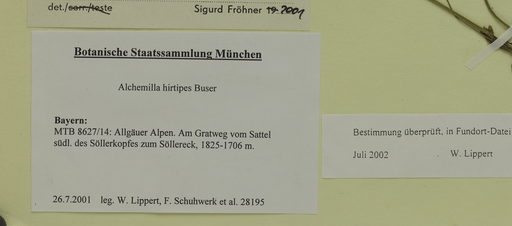 det./corr./teste Sigurd Fröhner 19.2001
Botanische Staatssammlung München
Alchemilla hirtipes Buser
Bayern:
MTB 8627/14: Allgäuer Alpen. Am Gratweg vom Sattel
südl. des Söllerkopfes zum Söllereck, 1825-1706 m.
26.7.2001 leg. W. Lippert, F. Schuhwerk et al. 28195
Bestimmung überprüft, in Fundort-Datei
Juli 2002 W. Lippert